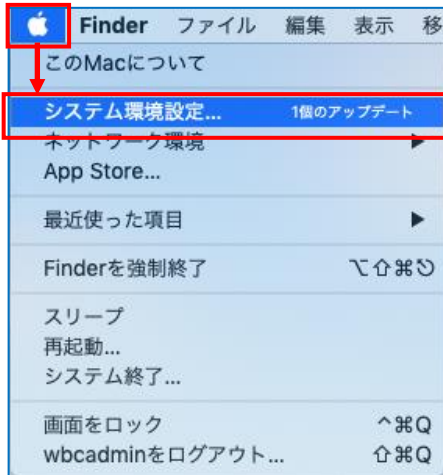 Finder ファイル 編集 表示 移
このMacについて
システム環境設定... 1個のアップデート
ネットワーク環境 ▶
App Store...
最近使った項目 ▶
Finderを強制終了 ⌥⇧⌘⎋
スリープ
再起動...
システム終了...
画面をロック ^⌘Q
wbcadminをログアウト... ⇧⌘Q